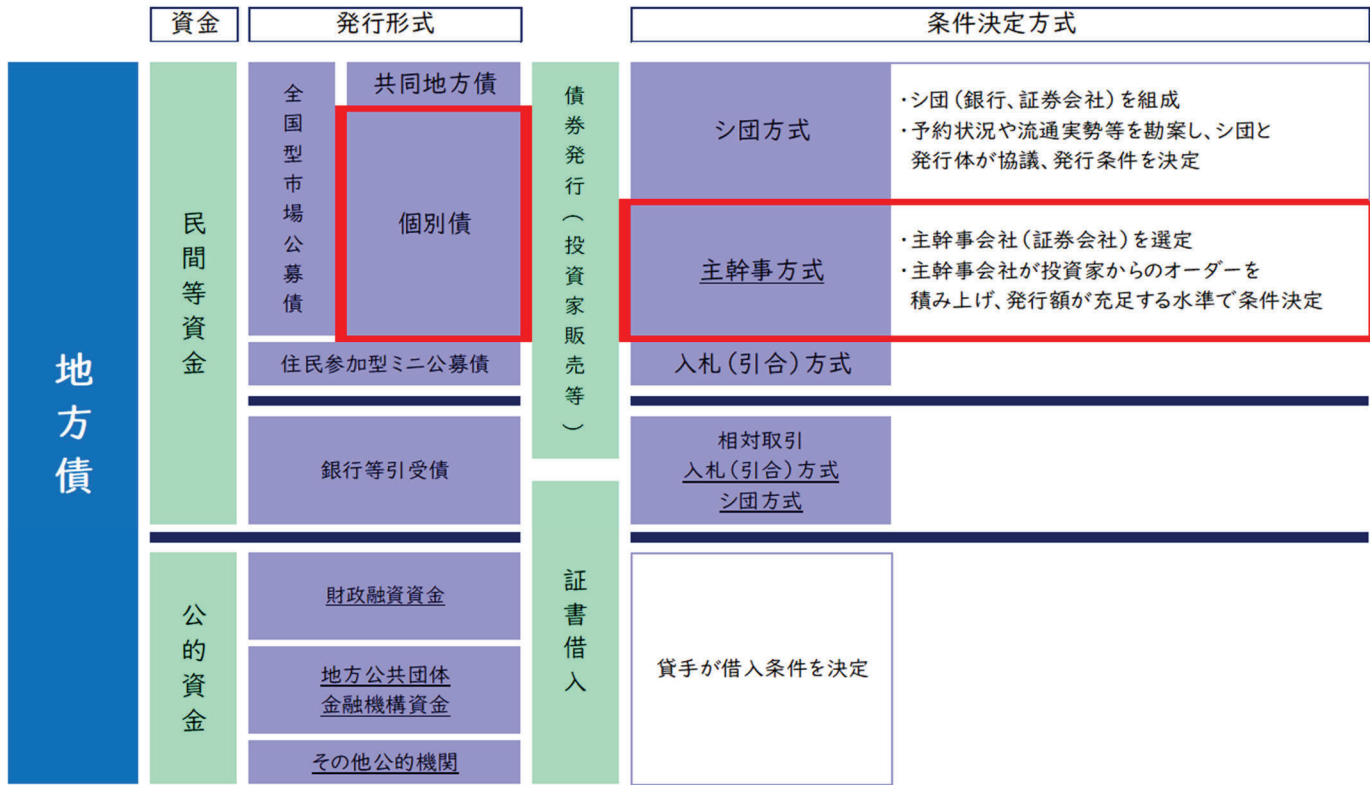 資金
発行形式
条件決定方式
地方債
民間等資金
全国型市場公募債
共同地方債
個別債
住民参加型ミニ公募債
銀行等引受債
債券発行(投資家販売等)
シ団方式
・シ団(銀行、証券会社)を組成
・予約状況や流通実勢等を勘案し、シ団と
発行体が協議、発行条件を決定
主幹事方式
・主幹事会社(証券会社)を選定
・主幹事会社が投資家からのオーダーを
積み上げ、発行額が充足する水準で条件決定
入札(引合)方式
相対取引
入札(引合)方式
シ団方式
公的資金
財政融資資金
地方公共団体
金融機構資金
その他公的機関
証書借入
貸手が借入条件を決定